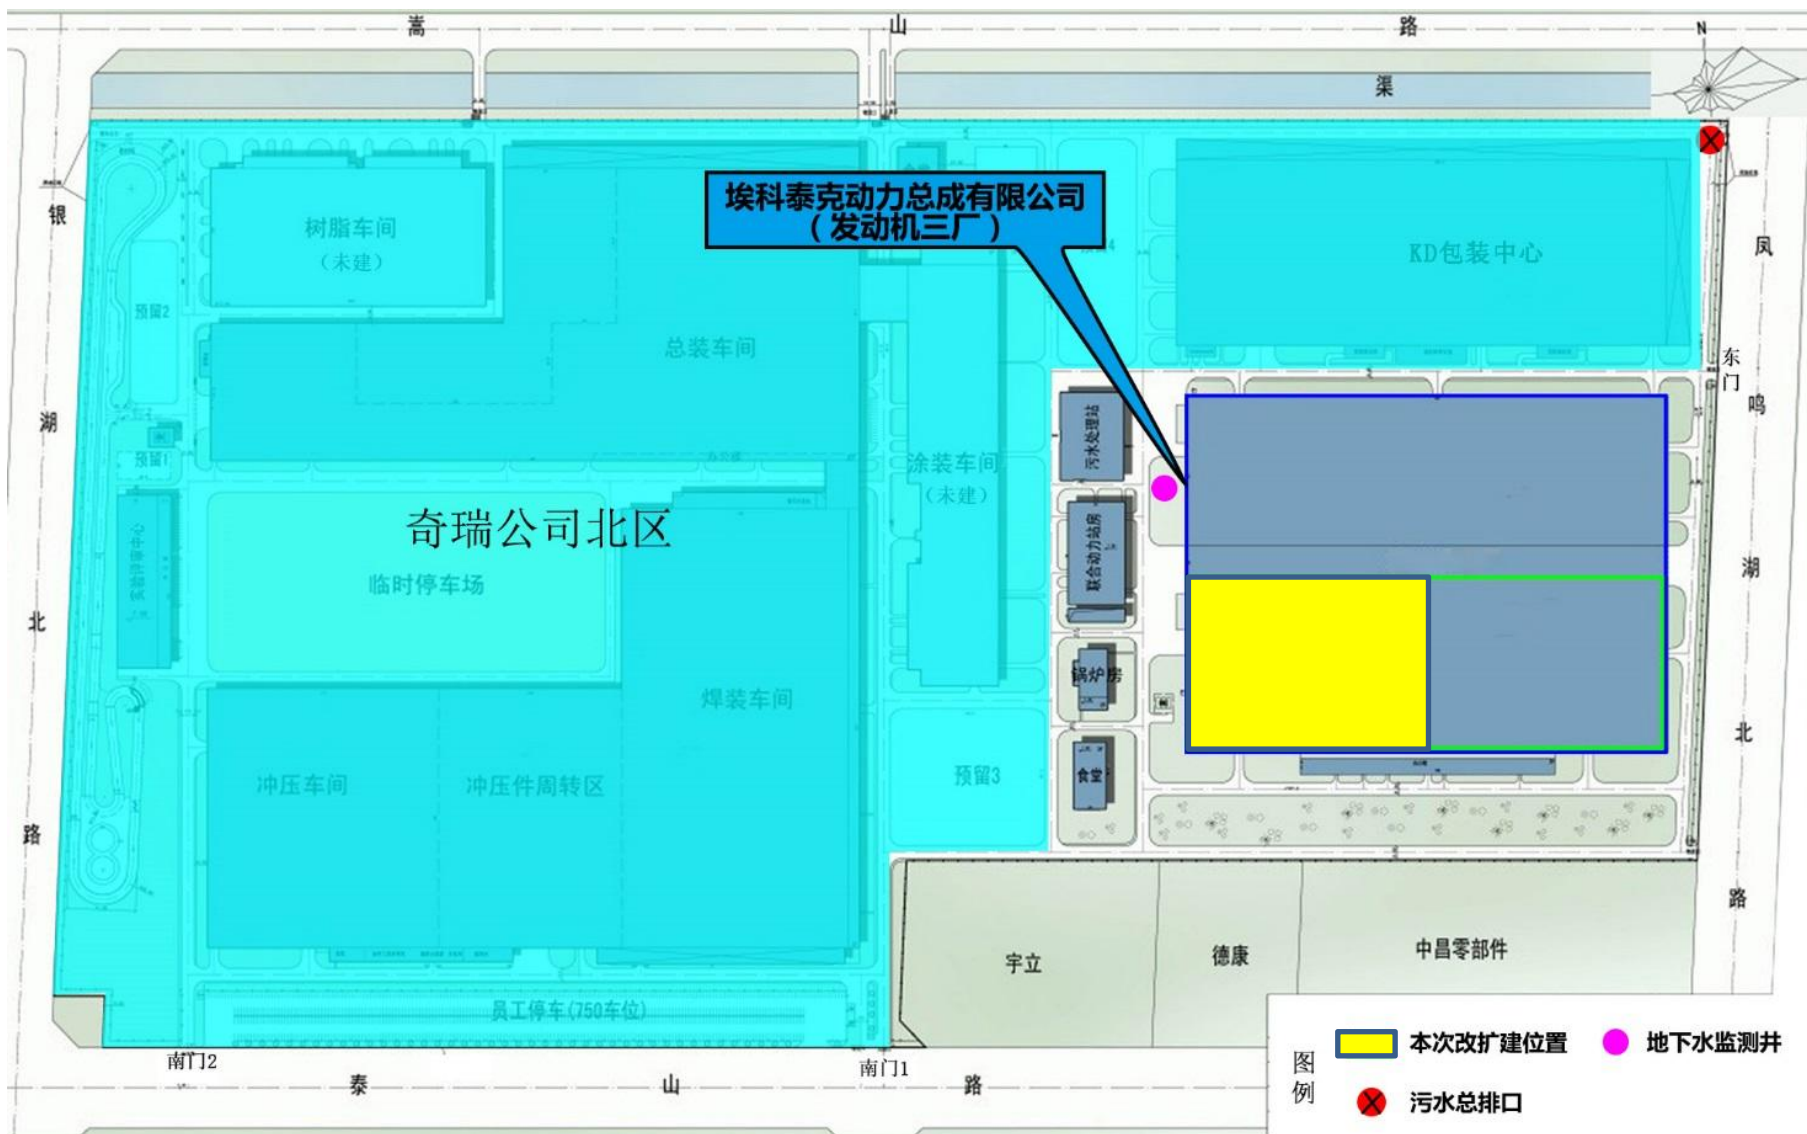 嵩山路
N
渠
埃科泰克动力总成有限公司
（发动机三厂）
树脂车间
（未建）
预留4
KD包装中心
银湖北路
凤鸣湖北路
预留2
总装车间
东门
污水处理站
涂装车间
（未建）
预留1
办公楼
奇瑞公司北区
联合动力站房
临时停车场
锅炉房
焊装车间
冲压车间
冲压件周转区
预留3
食堂
宇立
德康
中昌零部件
员工停车(750车位)
南门2
南门1
泰山路
图例
本次改扩建位置
地下水监测井
污水总排口